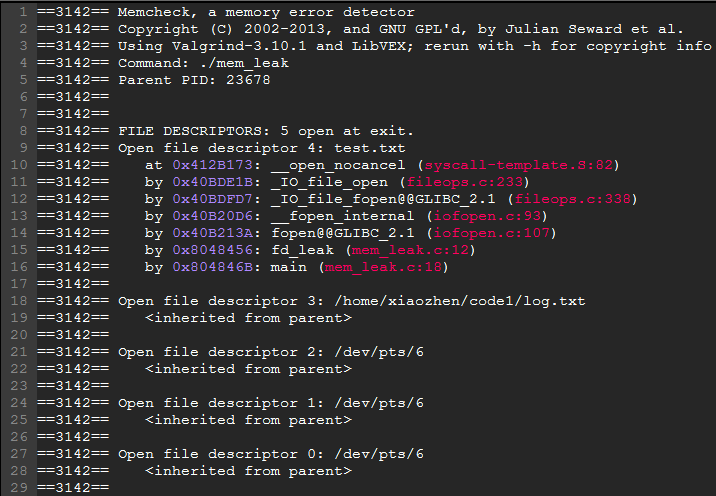 1 ==3142== Memcheck, a memory error detector
2 ==3142== Copyright (C) 2002-2013, and GNU GPL'd, by Julian Seward et al.
3 ==3142== Using Valgrind-3.10.1 and LibVEX; rerun with -h for copyright info
4 ==3142== Command: ./mem_leak
5 ==3142== Parent PID: 23678
6 ==3142==
7 ==3142==
8 ==3142== FILE DESCRIPTORS: 5 open at exit.
9 ==3142== Open file descriptor 4: test.txt
10 ==3142==    at 0x412B173: __open_nocancel (syscall-template.S:82)
11 ==3142==    by 0x40BDE1B: _IO_file_open (fileops.c:233)
12 ==3142==    by 0x40BDFD7: _IO_file_fopen@@GLIBC_2.1 (fileops.c:338)
13 ==3142==    by 0x40B20D6: __fopen_internal (iofopen.c:93)
14 ==3142==    by 0x40B213A: fopen@@GLIBC_2.1 (iofopen.c:107)
15 ==3142==    by 0x8048456: fd_leak (mem_leak.c:12)
16 ==3142==    by 0x804846B: main (mem_leak.c:18)
17 ==3142==
18 ==3142== Open file descriptor 3: /home/xiaozhen/code1/log.txt
19 ==3142==    <inherited from parent>
20 ==3142==
21 ==3142== Open file descriptor 2: /dev/pts/6
22 ==3142==    <inherited from parent>
23 ==3142==
24 ==3142== Open file descriptor 1: /dev/pts/6
25 ==3142==    <inherited from parent>
26 ==3142==
27 ==3142== Open file descriptor 0: /dev/pts/6
28 ==3142==    <inherited from parent>
29 ==3142==